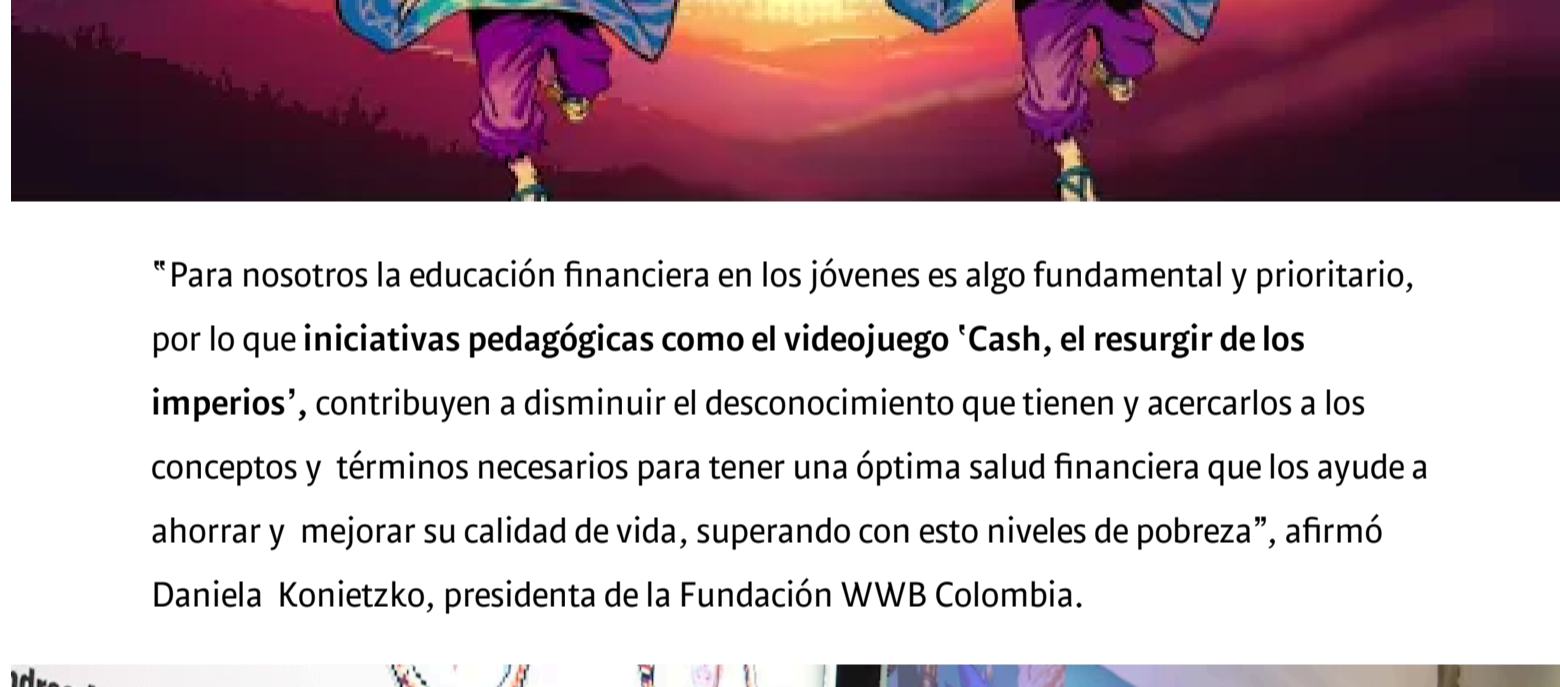 "Para nosotros la educación financiera en los jóvenes es algo fundamental y prioritario,
por lo que iniciativas pedagógicas como el videojuego 'Cash, el resurgir de los
imperios', contribuyen a disminuir el desconocimiento que tienen y acercarlos a los
conceptos y términos necesarios para tener una óptima salud financiera que los ayude a
ahorrar y mejorar su calidad de vida, superando con esto niveles de pobreza", afirmó
Daniela Konietzko, presidenta de la Fundación WWB Colombia.